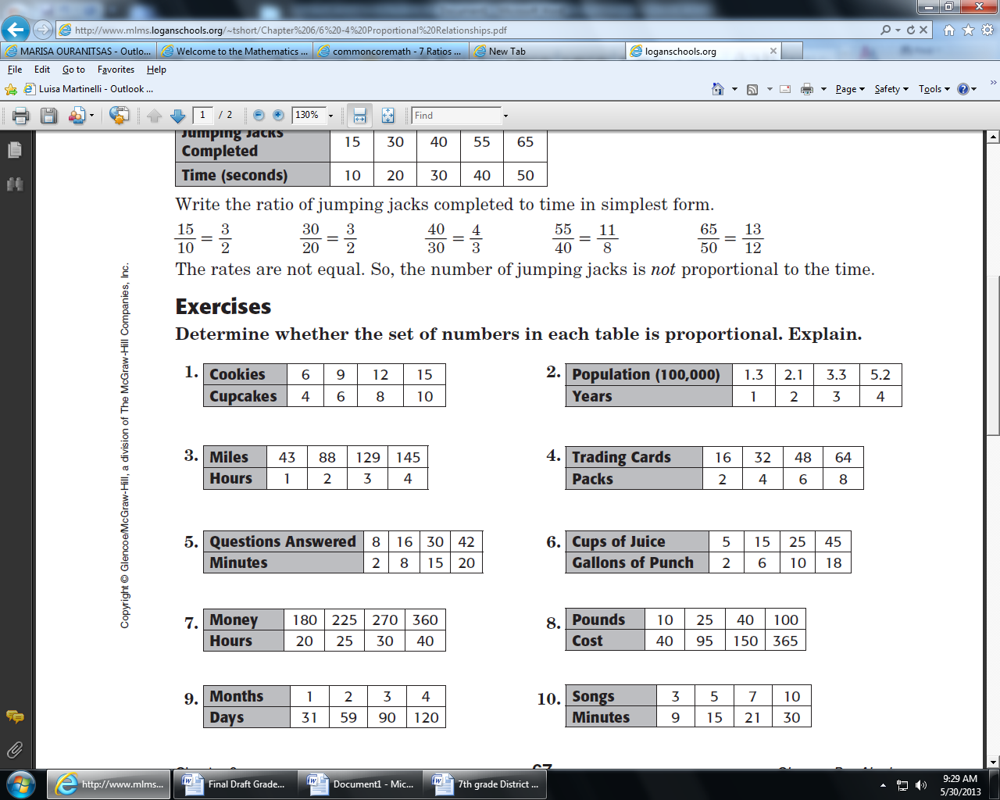 http://www.mlms.loganschools.org/~tshort/Chapter%206/6%20-4%20Proportional%20Relationships.pdf
MARISA OURANITSAS - Outlo... Welcome to the Mathematics ... commoncoremath - 7 Ratios ... New Tab loganschools.org
File Edit Go to Favorites Help
Luisa Martinelli - Outlook ... Page Safety Tools
1 / 2 130% Find
Jumping Jacks
Completed 15 30 40 55 65
Time (seconds) 10 20 30 40 50
Write the ratio of jumping jacks completed to time in simplest form.
15/10 = 3/2 30/20 = 3/2 40/30 = 4/3 55/40 = 11/8 65/50 = 13/12
The rates are not equal. So, the number of jumping jacks is not proportional to the time.
Exercises
Determine whether the set of numbers in each table is proportional. Explain.
1. Cookies 6 9 12 15
Cupcakes 4 6 8 10
2. Population (100,000) 1.3 2.1 3.3 5.2
Years 1 2 3 4
3. Miles 43 88 129 145
Hours 1 2 3 4
4. Trading Cards 16 32 48 64
Packs 2 4 6 8
5. Questions Answered 8 16 30 42
Minutes 2 8 15 20
6. Cups of Juice 5 15 25 45
Gallons of Punch 2 6 10 18
7. Money 180 225 270 360
Hours 20 25 30 40
8. Pounds 10 25 40 100
Cost 40 95 150 365
9. Months 1 2 3 4
Days 31 59 90 120
10. Songs 3 5 7 10
Minutes 9 15 21 30
Copyright © Glencoe/McGraw-Hill, a division of The McGraw-Hill Companies, Inc.
http://www.mlms... Final Draft Grade... Document1 - Mic... 7th grade District ... 9:29 AM
5/30/2013